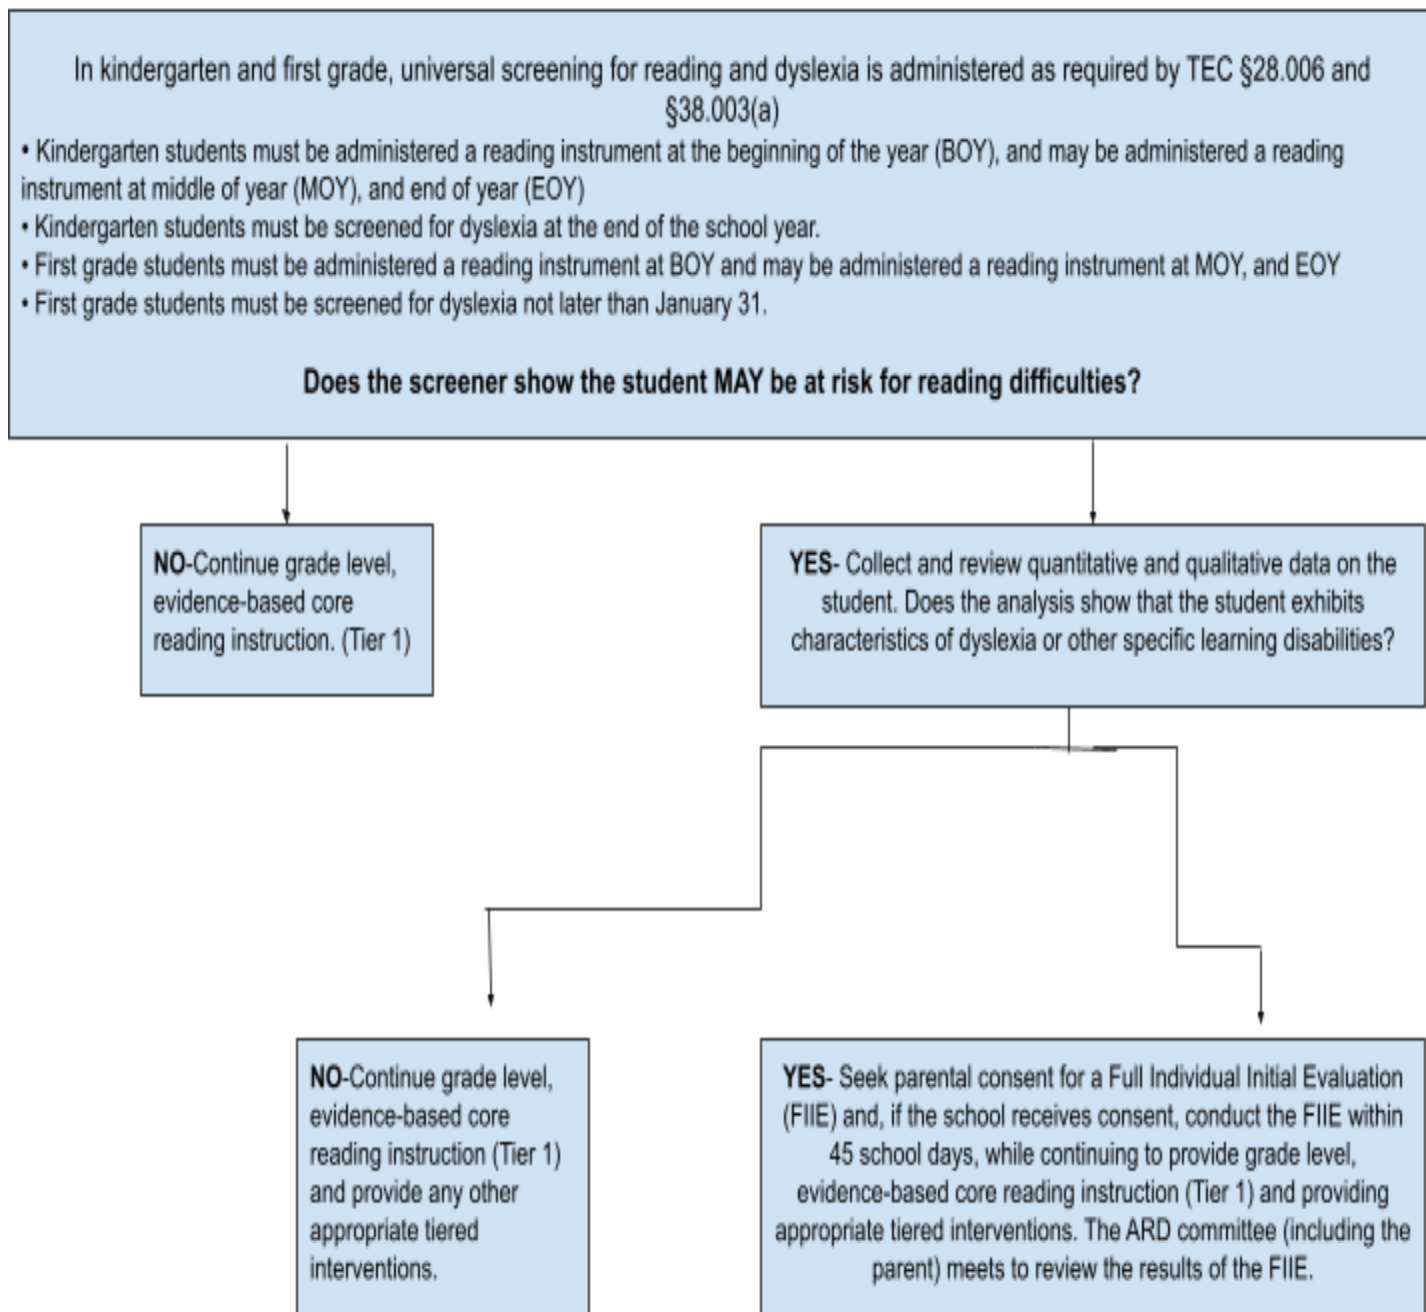 In kindergarten and first grade, universal screening for reading and dyslexia is administered as required by TEC §28.006 and
§38.003(a)
• Kindergarten students must be administered a reading instrument at the beginning of the year (BOY), and may be administered a reading
instrument at middle of year (MOY), and end of year (EOY)
• Kindergarten students must be screened for dyslexia at the end of the school year.
• First grade students must be administered a reading instrument at BOY and may be administered a reading instrument at MOY, and EOY
• First grade students must be screened for dyslexia not later than January 31.
Does the screener show the student MAY be at risk for reading difficulties?
NO-Continue grade level,
evidence-based core
reading instruction. (Tier 1)
YES- Collect and review quantitative and qualitative data on the
student. Does the analysis show that the student exhibits
characteristics of dyslexia or other specific learning disabilities?
NO-Continue grade level,
evidence-based core
reading instruction (Tier 1)
and provide any other
appropriate tiered
interventions.
YES- Seek parental consent for a Full Individual Initial Evaluation
(FIIE) and, if the school receives consent, conduct the FIIE within
45 school days, while continuing to provide grade level,
evidence-based core reading instruction (Tier 1) and providing
appropriate tiered interventions. The ARD committee (including the
parent) meets to review the results of the FIIE.